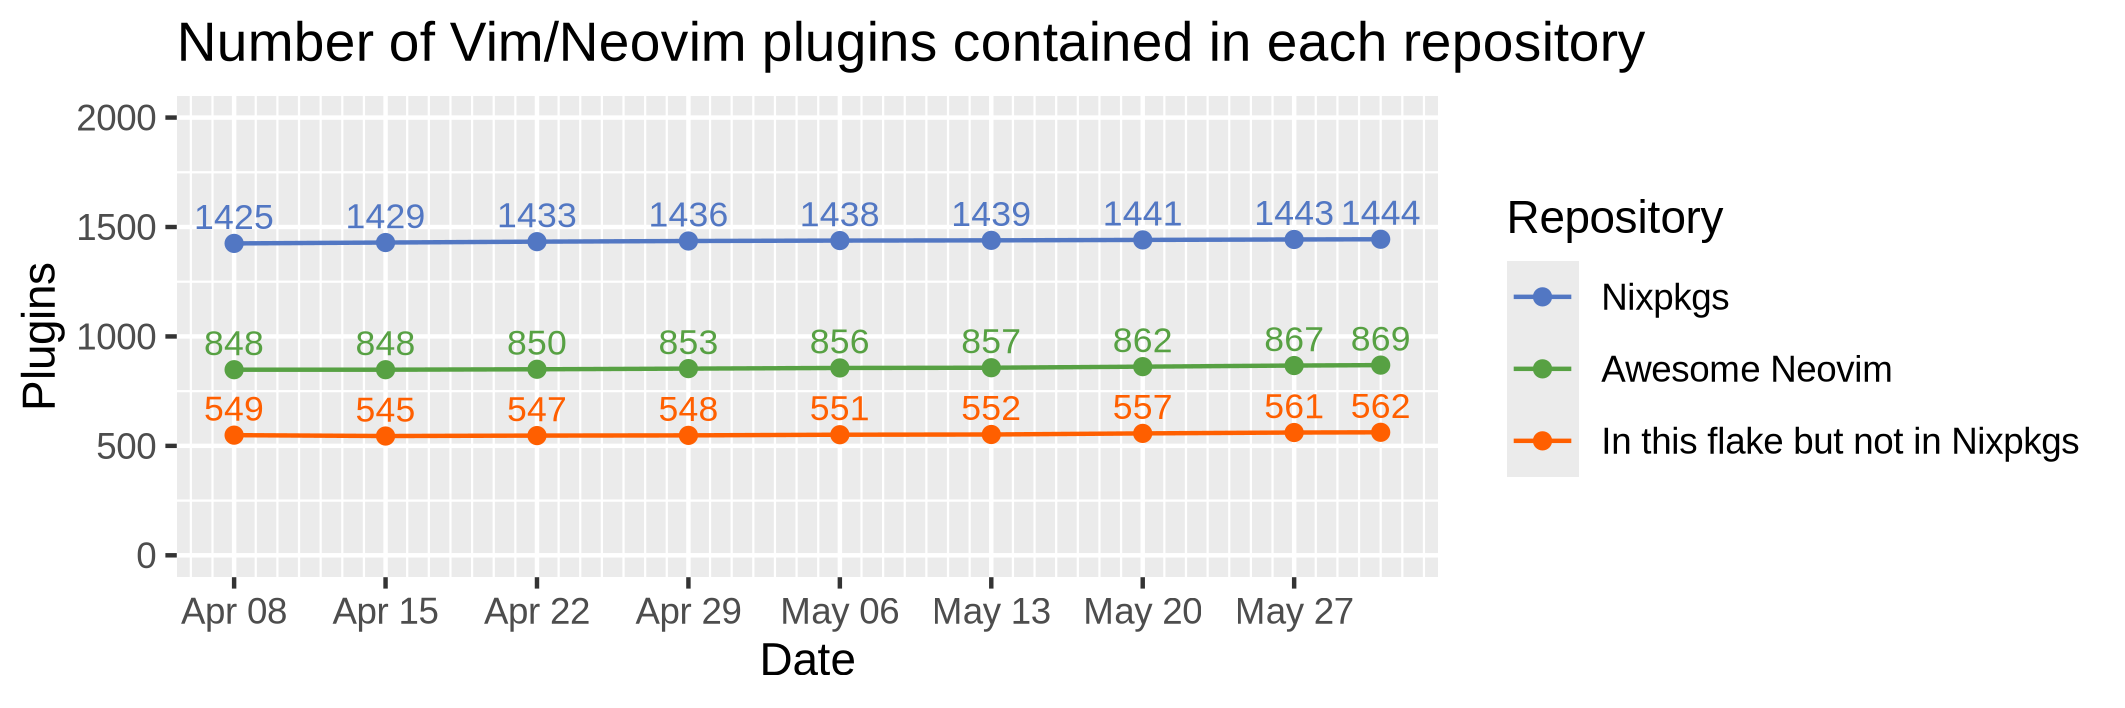 Number of Vim/Neovim plugins contained in each repository
Plugins
2000
1500
1000
500
0
1425 1429 1433 1436 1438 1439 1441 1443 1444
848 848 850 853 856 857 862 867 869
549 545 547 548 551 552 557 561 562
Apr 08 Apr 15 Apr 22 Apr 29 May 06 May 13 May 20 May 27
Date
Repository
Nixpkgs
Awesome Neovim
In this flake but not in Nixpkgs